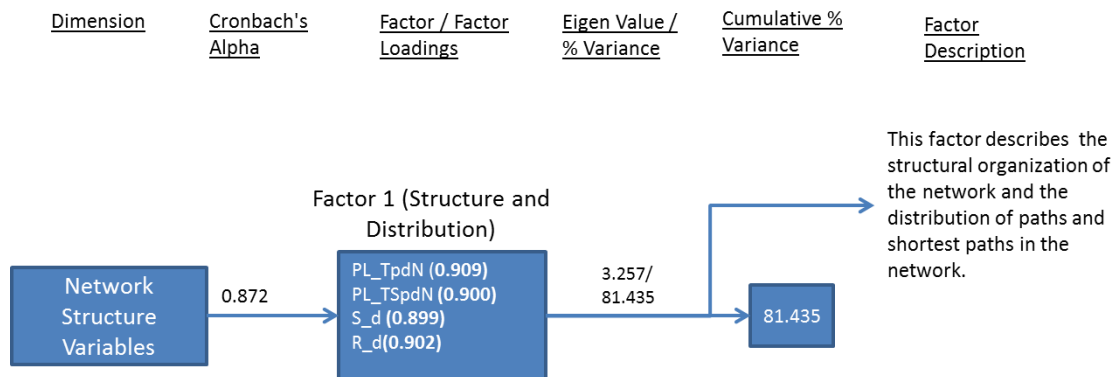 Dimension
Cronbach's
Alpha
Factor / Factor
Loadings
Eigen Value /
% Variance
Cumulative %
Variance
Factor
Description
This factor describes the
structural organization of
the network and the
distribution of paths and
shortest paths in the
network.
Factor 1 (Structure and
Distribution)
Network
Structure
Variables
0.872
PL_TpdN (0.909)
PL_TSpdN (0.900)
S_d (0.899)
R_d(0.902)
3.257/
81.435
81.435